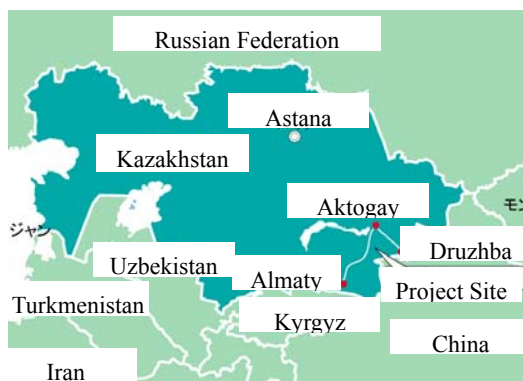 Russian Federation
Astana
Kazakhstan
Aktogay
モン
ジャン
Druzhba
Uzbekistan
Almaty
Project Site
Turkmenistan
Kyrgyz
China
Iran